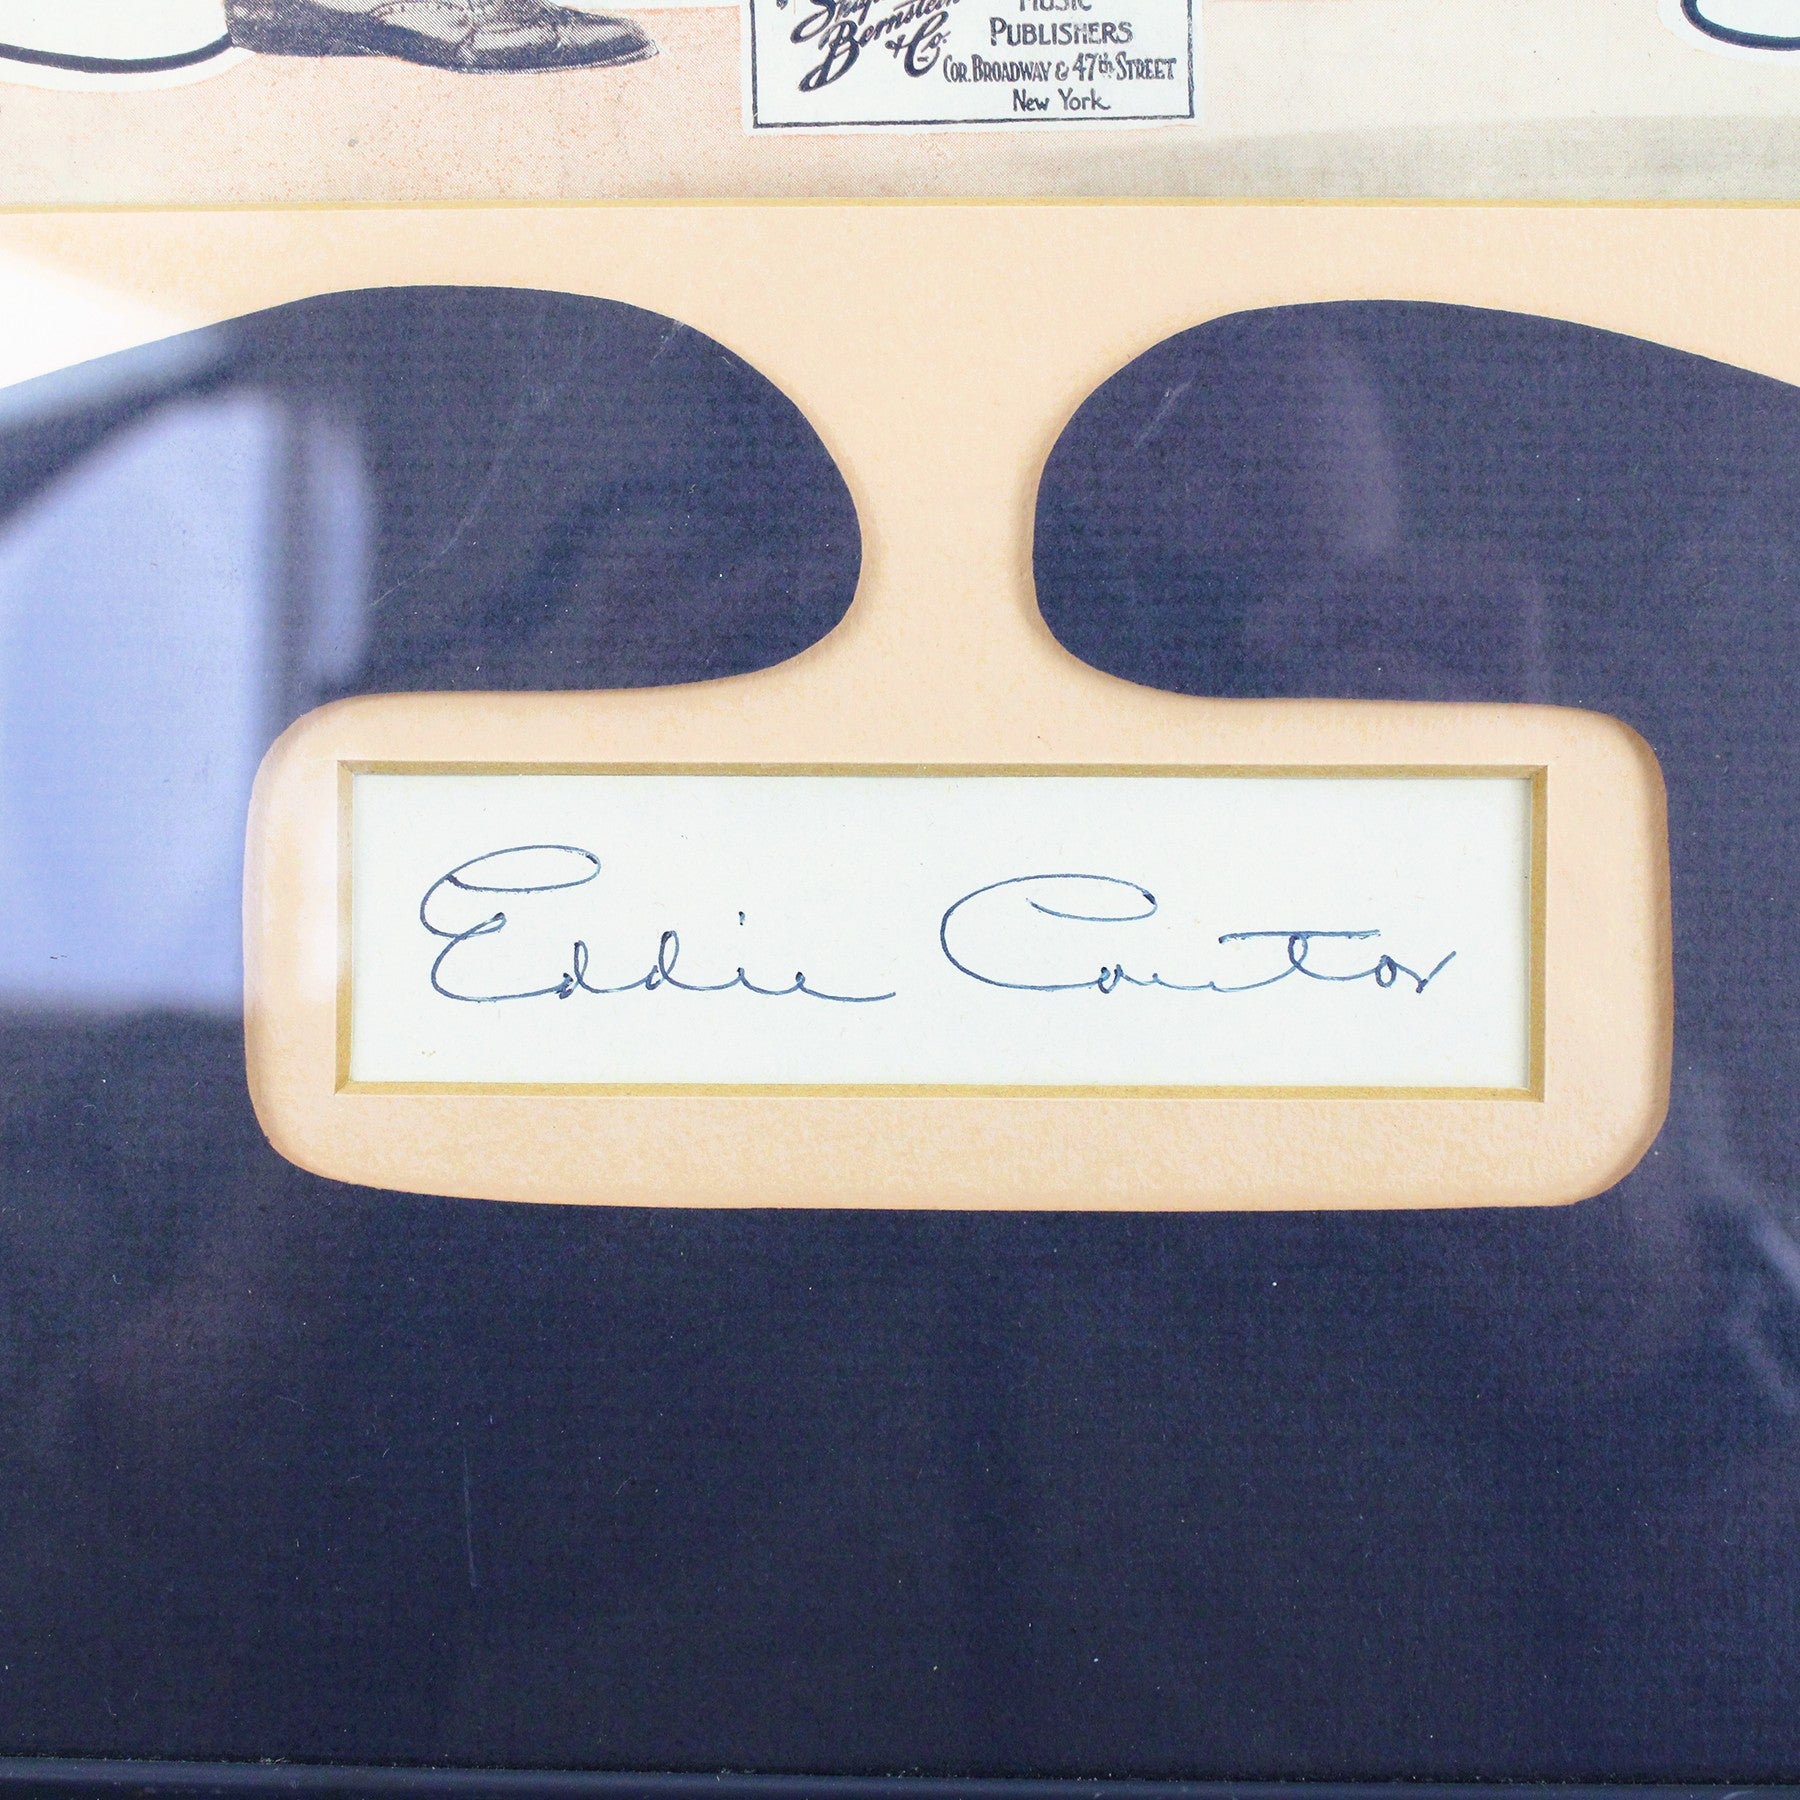 Bernstein
& Co.
MUSIC
PUBLISHERS
COR. BROADWAY & 47th STREET
New York
Eddie Cantor